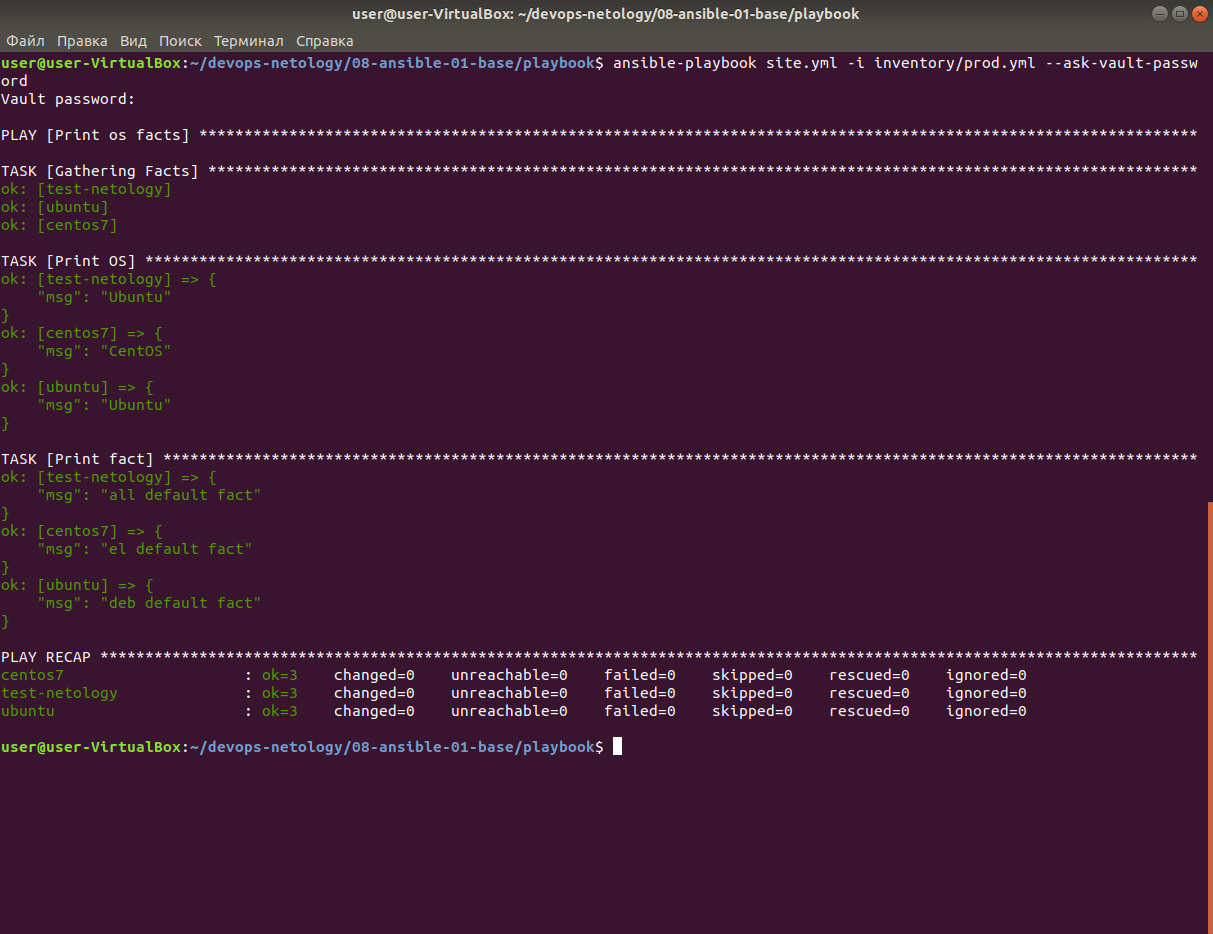 user@user-VirtualBox: ~/devops-netology/08-ansible-01-base/playbook
Файл Правка Вид Поиск Терминал Справка
user@user-VirtualBox:~/devops-netology/08-ansible-01-base/playbook$ ansible-playbook site.yml -i inventory/prod.yml --ask-vault-passw
ord
Vault password:
PLAY [Print os facts] ***************************************************************************************************************
TASK [Gathering Facts] **************************************************************************************************************
ok: [test-netology]
ok: [ubuntu]
ok: [centos7]
TASK [Print OS] *********************************************************************************************************************
ok: [test-netology] => {
    "msg": "Ubuntu"
}
ok: [centos7] => {
    "msg": "CentOS"
}
ok: [ubuntu] => {
    "msg": "Ubuntu"
}
TASK [Print fact] *******************************************************************************************************************
ok: [test-netology] => {
    "msg": "all default fact"
}
ok: [centos7] => {
    "msg": "el default fact"
}
ok: [ubuntu] => {
    "msg": "deb default fact"
}
PLAY RECAP **************************************************************************************************************************
centos7                    : ok=3    changed=0    unreachable=0    failed=0    skipped=0    rescued=0    ignored=0
test-netology              : ok=3    changed=0    unreachable=0    failed=0    skipped=0    rescued=0    ignored=0
ubuntu                     : ok=3    changed=0    unreachable=0    failed=0    skipped=0    rescued=0    ignored=0
user@user-VirtualBox:~/devops-netology/08-ansible-01-base/playbook$